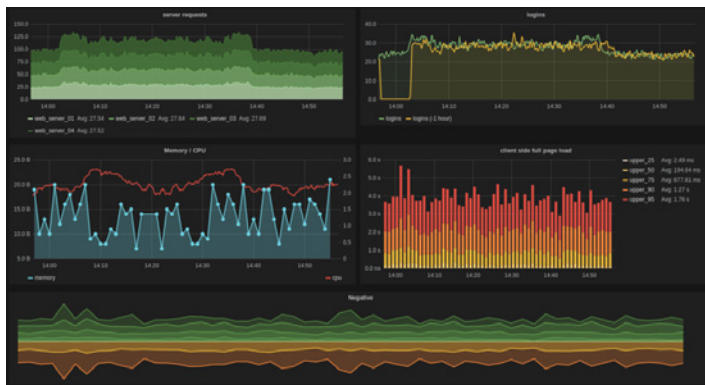 server requests
150.0
125.0
100.0
75.0
50.0
25.0
0.0
14:00 14:10 14:20 14:30 14:40 14:50
web_server_01 Avg: 27.54 web_server_02 Avg: 27.64 web_server_03 Avg: 27.69
web_server_04 Avg: 27.52
logins
40.0
30.0
20.0
10.0
0.0
14:00 14:10 14:20 14:30 14:40 14:50
logins logins (-1 hour)
Memory / CPU
25.0 B
20.0 B
15.0 B
10.0 B
5.0 B
3.0
2.5
2.0
1.5
1.0
0.5
0
14:00 14:10 14:20 14:30 14:40 14:50
memory cpu
client side full page load
6.0 s
5.0 s
4.0 s
3.0 s
2.0 s
1.0 s
0.0 ms
14:00 14:10 14:20 14:30 14:40 14:50
upper_25 Avg: 2.49 ms
upper_50 Avg: 194.84 ms
upper_75 Avg: 677.61 ms
upper_90 Avg: 1.27 s
upper_95 Avg: 1.76 s
Negative